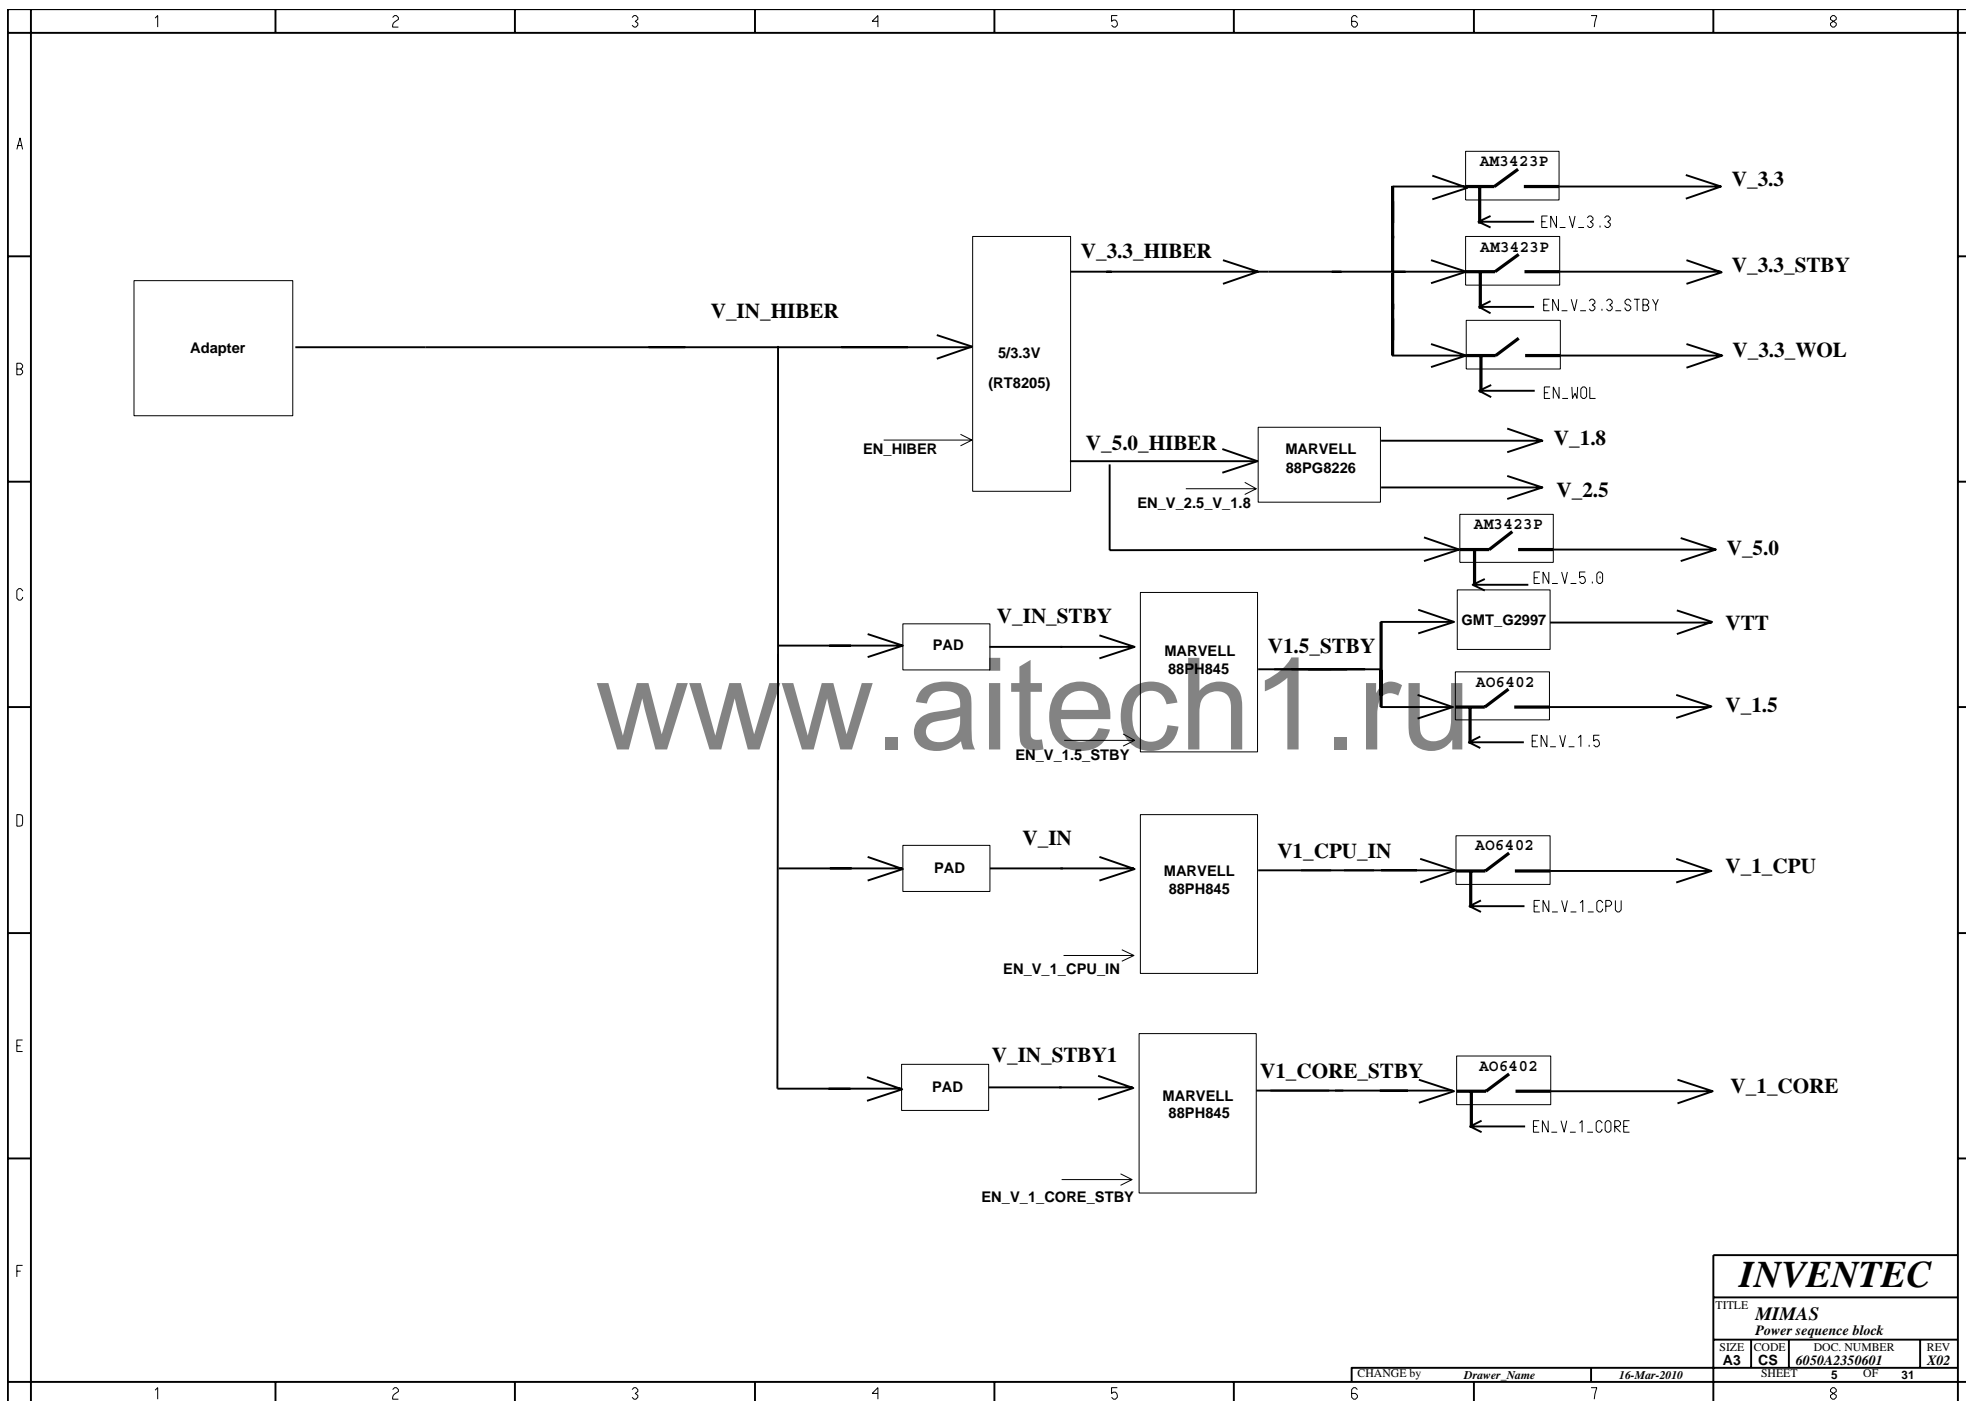 1 2 3 4 5 6 7 8
A
B
C
D
E
F
Adapter
V_IN_HIBER
5/3.3V
(RT8205)
EN_HIBER
V_3.3_HIBER
AM3423P
V_3.3
EN_V_3.3
AM3423P
V_3.3_STBY
EN_V_3.3_STBY
V_3.3_WOL
EN_WOL
V_5.0_HIBER
MARVELL
88PG8226
EN_V_2.5_V_1.8
V_1.8
V_2.5
AM3423P
V_5.0
EN_V_5.0
PAD
V_IN_STBY
MARVELL
88PH845
EN_V_1.5_STBY
V1.5_STBY
GMT_G2997
VTT
AO6402
V_1.5
EN_V_1.5
www.aitech1.ru
PAD
V_IN
MARVELL
88PH845
EN_V_1_CPU_IN
V1_CPU_IN
AO6402
V_1_CPU
EN_V_1_CPU
PAD
V_IN_STBY1
MARVELL
88PH845
EN_V_1_CORE_STBY
V1_CORE_STBY
AO6402
V_1_CORE
EN_V_1_CORE
INVENTEC
TITLE
MIMAS
Power sequence block
SIZE CODE DOC. NUMBER REV
A3 CS 6050A2350601 X02
CHANGE by Drawer_Name 16-Mar-2010 SHEET 5 OF 31
1 2 3 4 5 6 7 8